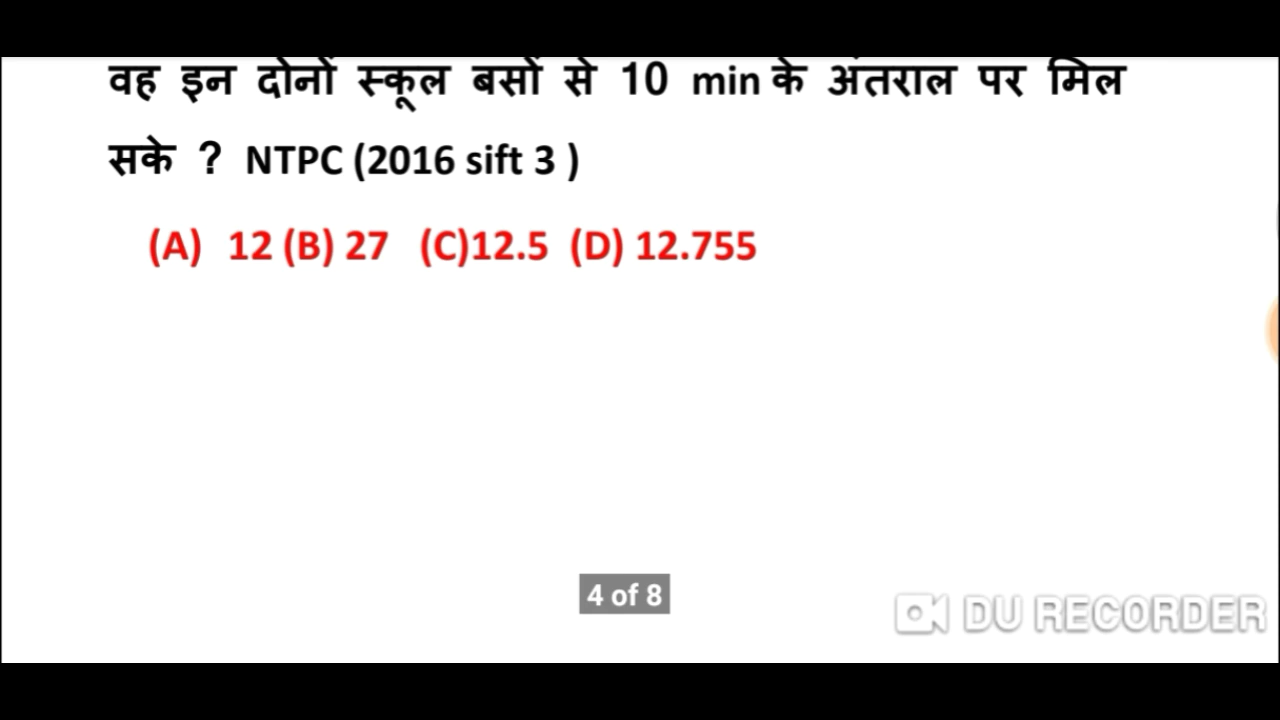 वह इन दोनों स्कूल बसों से 10 min के अंतराल पर मिल
सके ? NTPC (2016 sift 3 )
(A) 12 (B) 27 (C)12.5 (D) 12.755
4 of 8
DU RECORDER